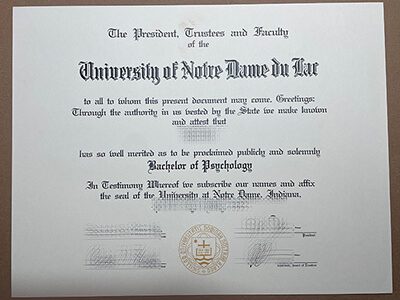 The President, Trustees and Faculty
of the
University of Notre Dame du Lac
to all to whom this present document may come. Greetings:
Through the authority in us vested by the State we make known
and attest that
has so well merited as to be proclaimed publicly and solemnly
Bachelor of Psychology
In Testimony Whereof we subscribe our names and affix
the seal of the University at Notre Dame, Indiana.
President